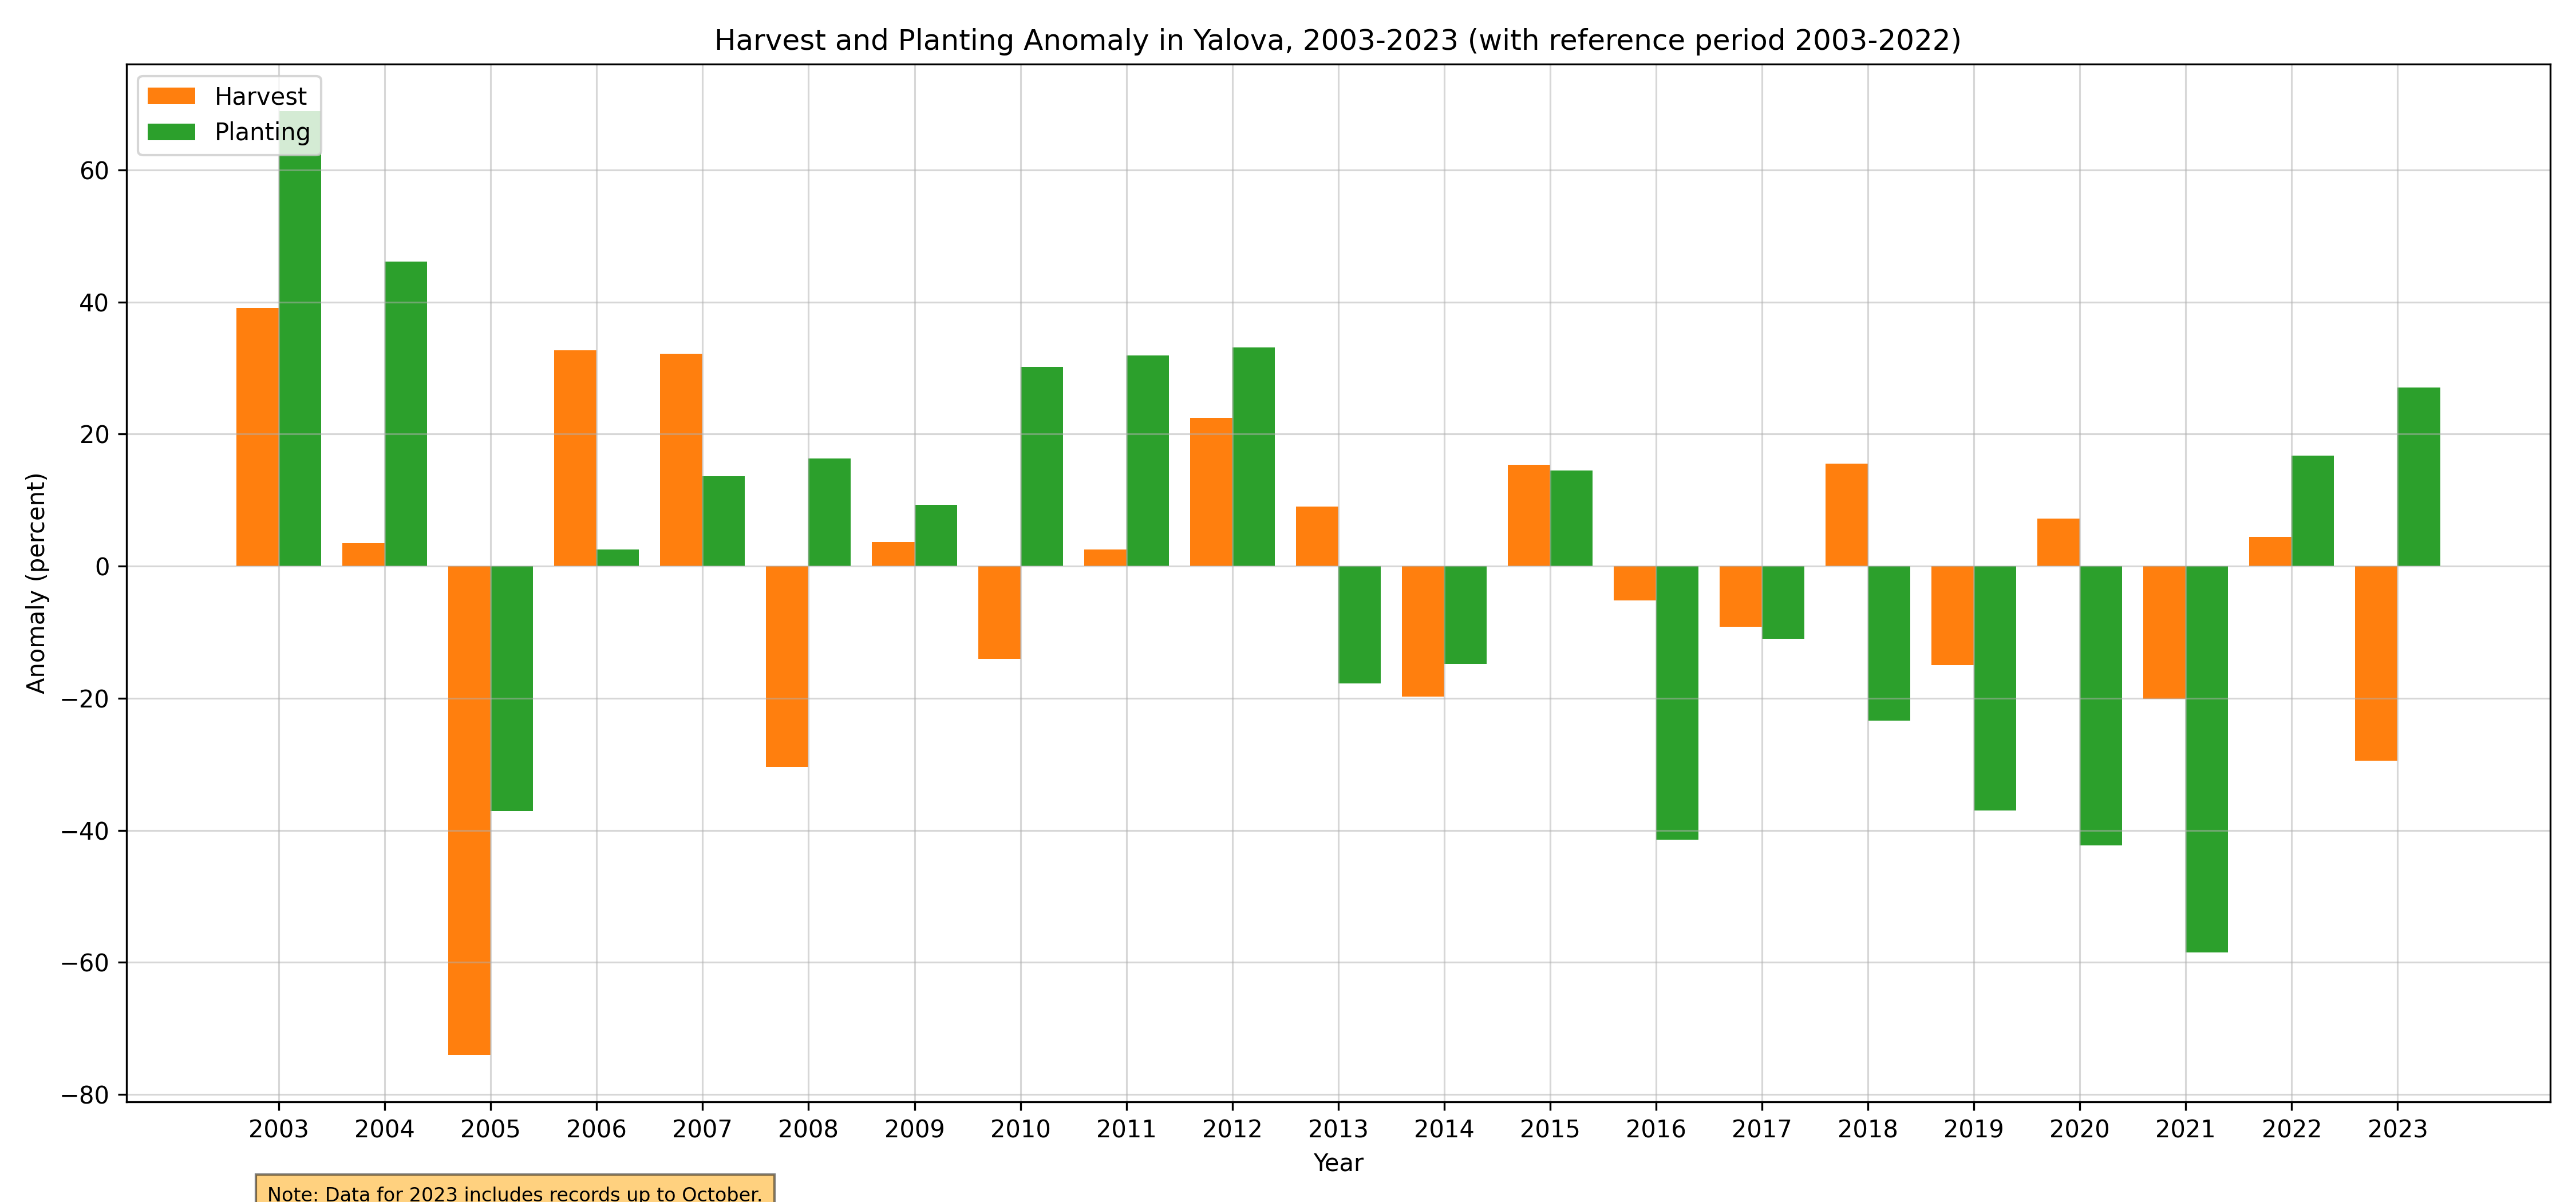 Harvest and Planting Anomaly in Yalova, 2003-2023 (with reference period 2003-2022)
Harvest
Planting
60
40
20
0
−20
−40
−60
−80
Anomaly (percent)
2003 2004 2005 2006 2007 2008 2009 2010 2011 2012 2013 2014 2015 2016 2017 2018 2019 2020 2021 2022 2023
Year
Note: Data for 2023 includes records up to October.